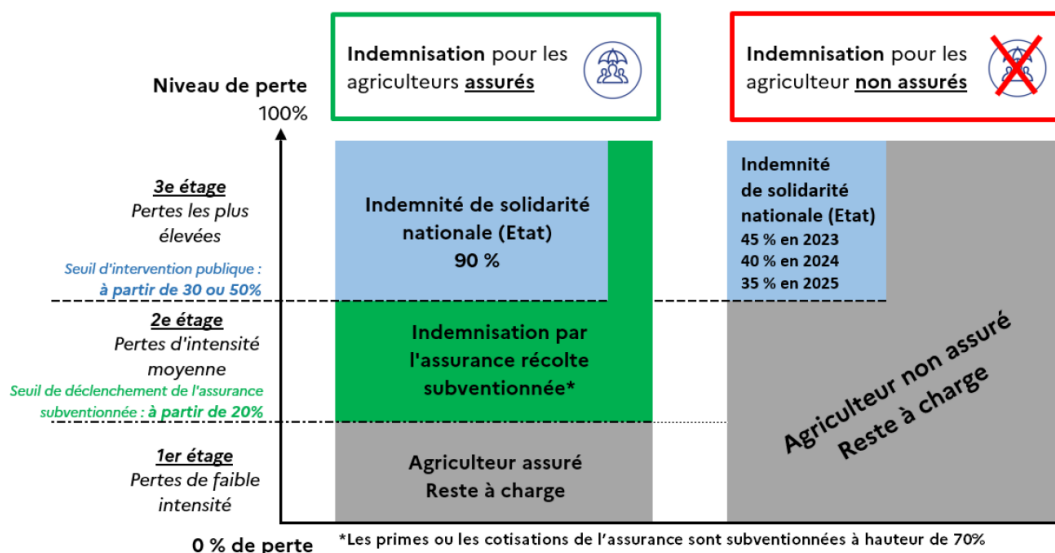 Indemnisation pour les
agriculteurs assurés
Indemnisation pour les
agriculteur non assurés
Niveau de perte
100%
3e étage
Pertes les plus
élevées
Seuil d'intervention publique :
à partir de 30 ou 50%
2e étage
Pertes d'intensité
moyenne
Seuil de déclenchement de l'assurance
subventionnée : à partir de 20%
1er étage
Pertes de faible
intensité
0 % de perte
Indemnité de solidarité
nationale (Etat)
90 %
Indemnisation par
l'assurance récolte
subventionnée*
Agriculteur assuré
Reste à charge
Indemnité
de solidarité
nationale (Etat)
45 % en 2023
40 % en 2024
35 % en 2025
Agriculteur non assuré
Reste à charge
*Les primes ou les cotisations de l'assurance sont subventionnées à hauteur de 70%